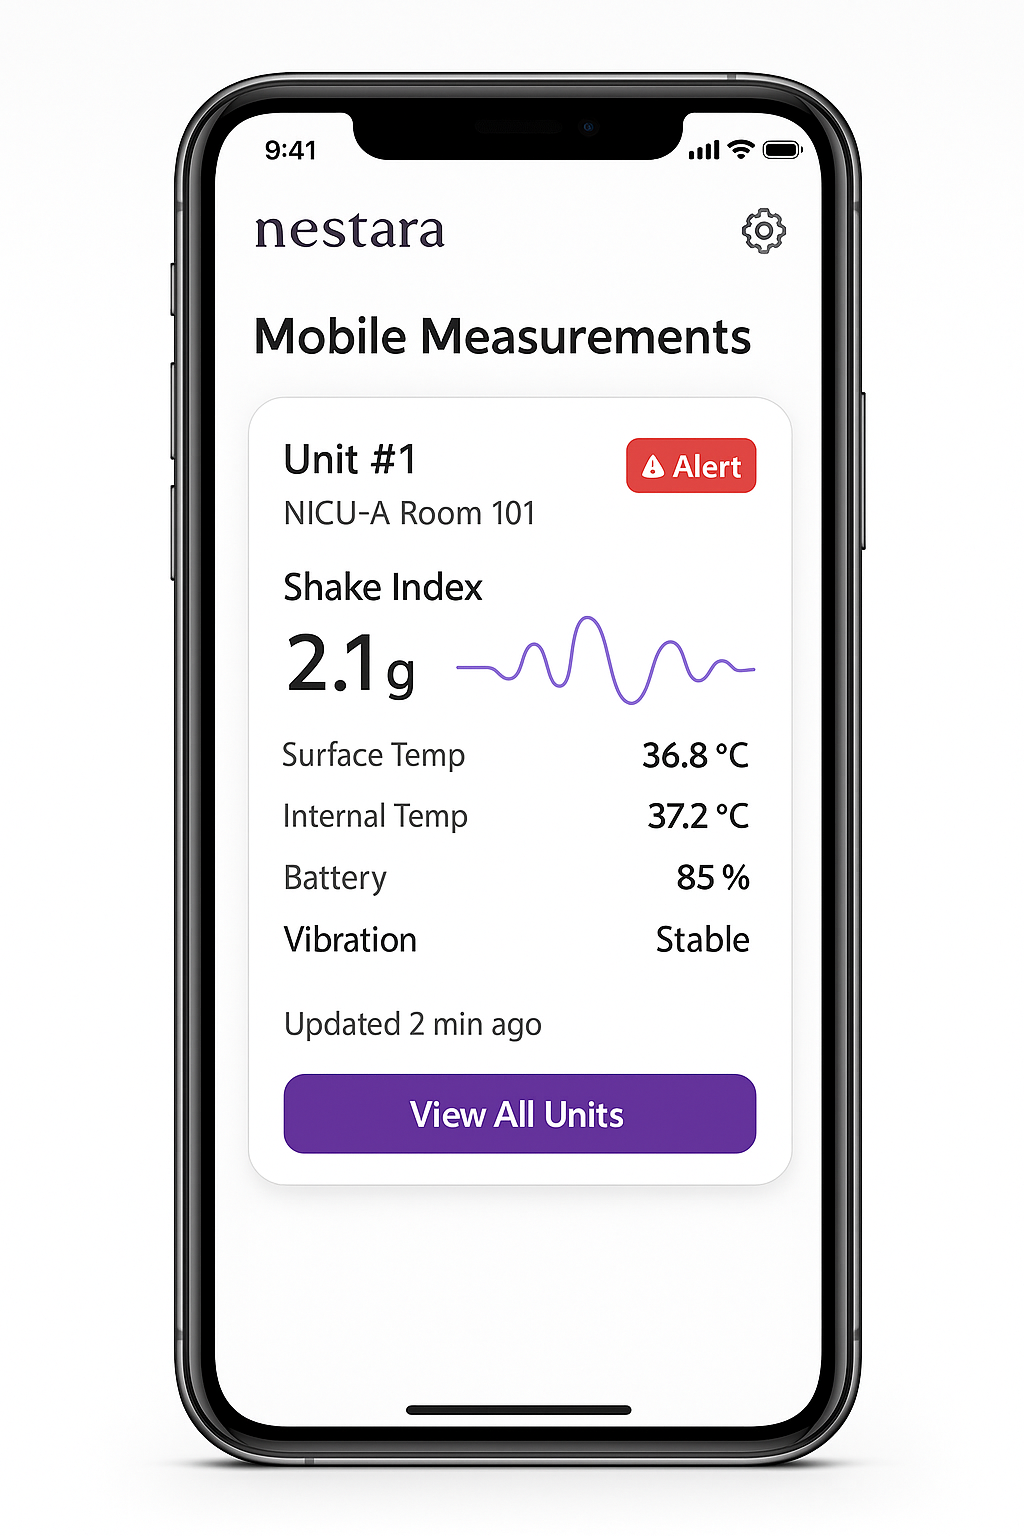 9:41
nestara
Mobile Measurements
Unit #1
Alert
NICU-A Room 101
Shake Index
2.1 g
Surface Temp 36.8 °C
Internal Temp 37.2 °C
Battery 85 %
Vibration Stable
Updated 2 min ago
View All Units